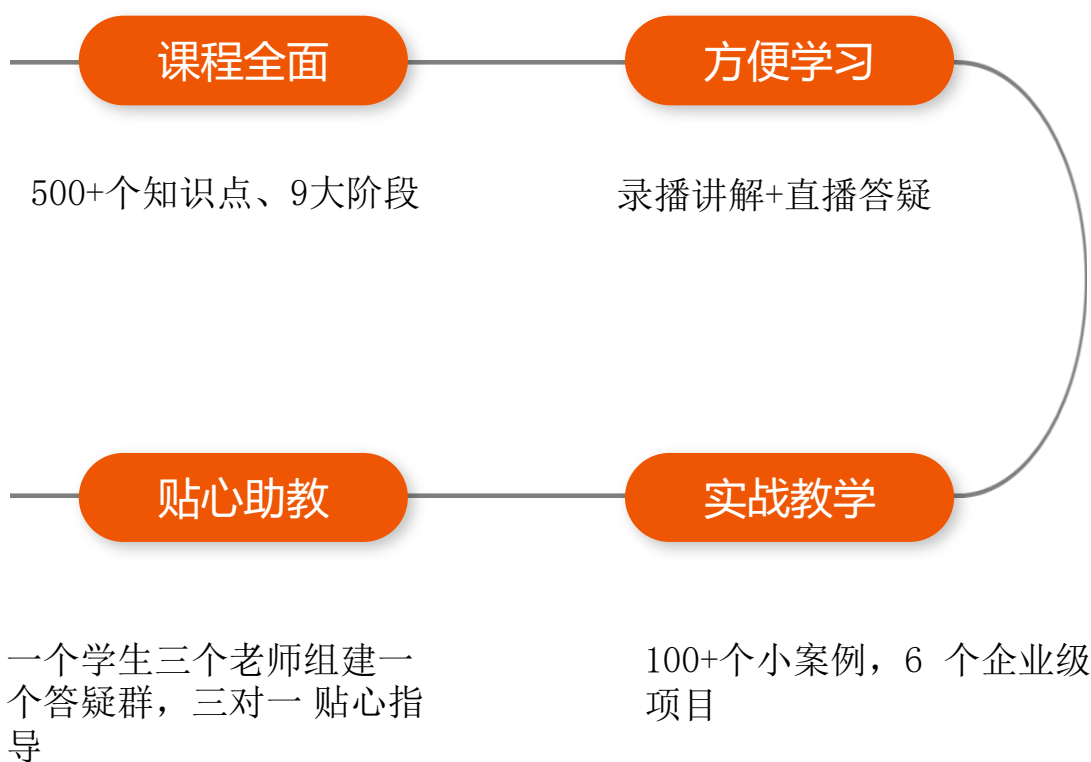 课程全面
方便学习
500+个知识点、9大阶段
录播讲解+直播答疑
贴心助教
实战教学
一个学生三个老师组建一
个答疑群，三对一 贴心指
导
100+个小案例，6 个企业级
项目